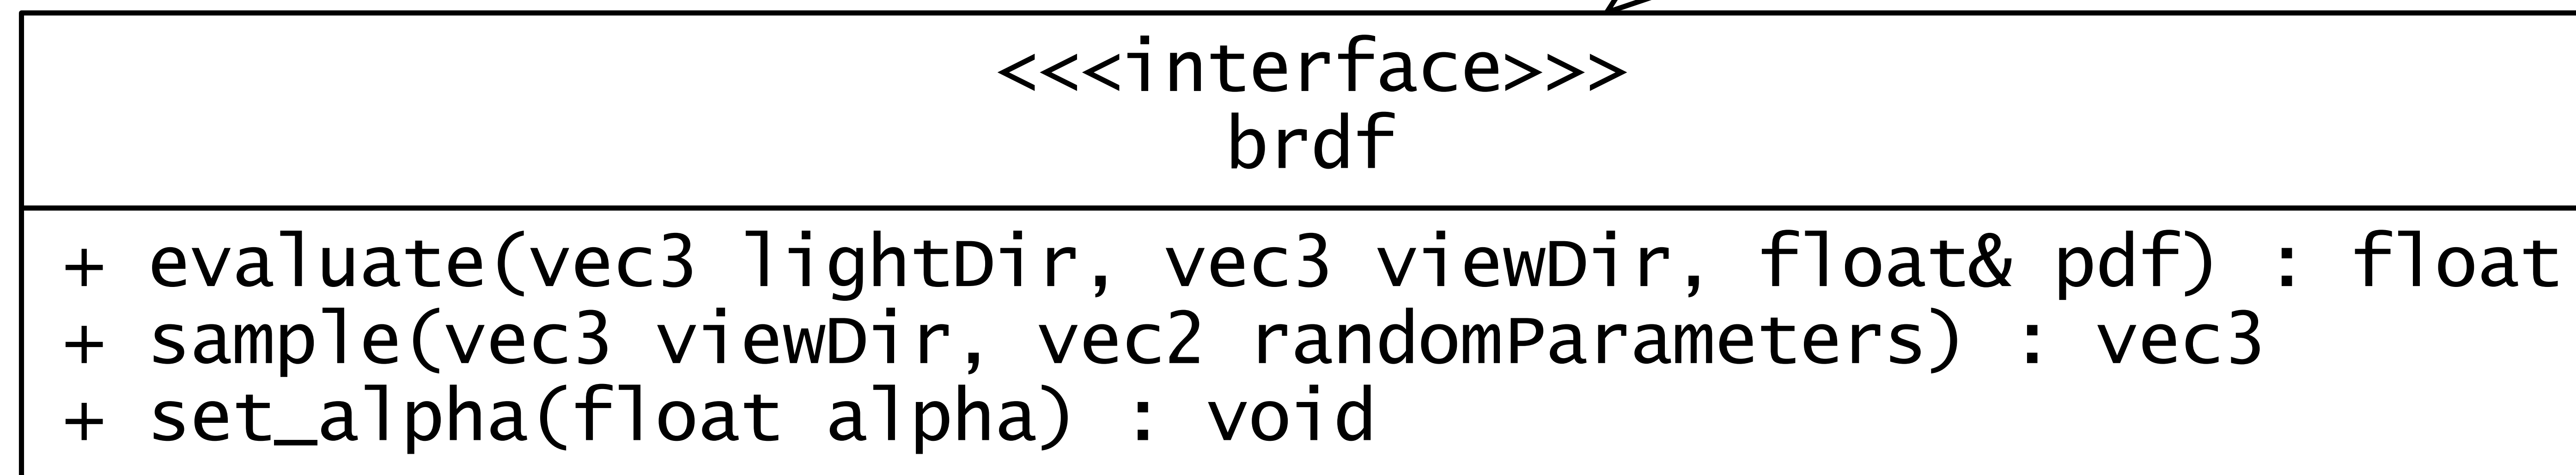 <<<interface>>>
brdf
+ evaluate(vec3 lightDir, vec3 viewDir, float& pdf) : float
+ sample(vec3 viewDir, vec2 randomParameters) : vec3
+ set_alpha(float alpha) : void